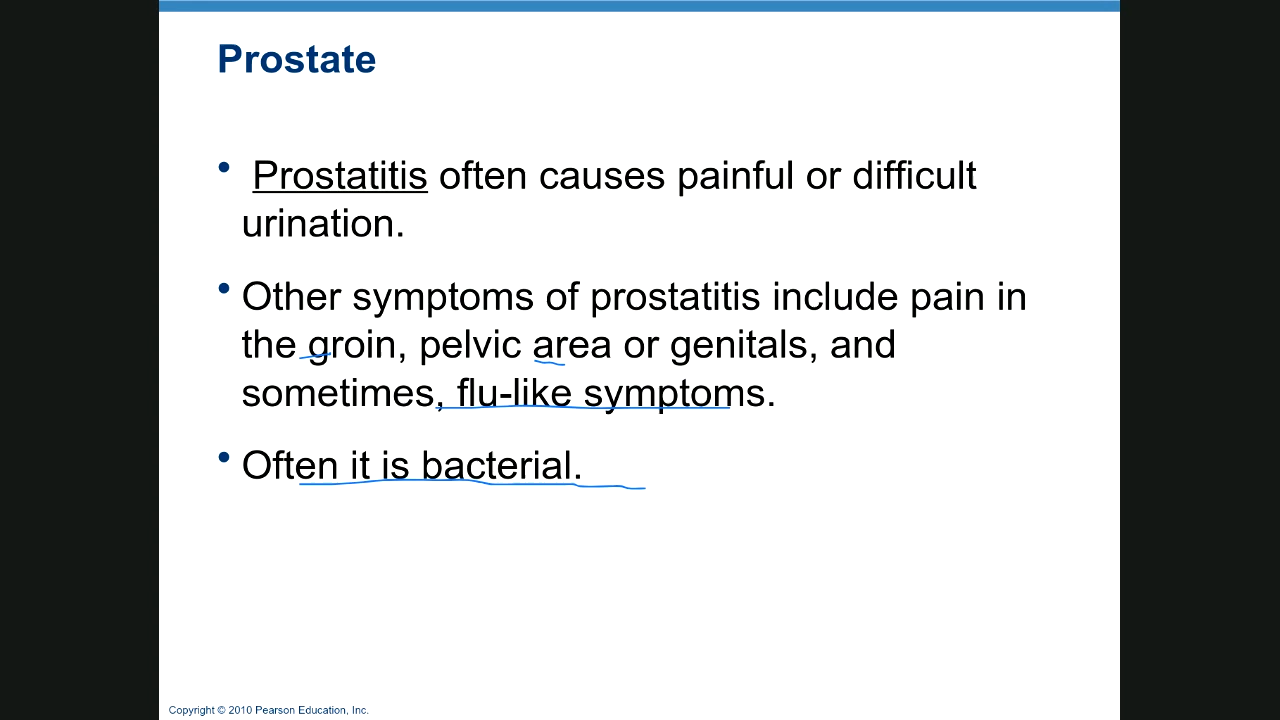 Prostate
• Prostatitis often causes painful or difficult
urination.
• Other symptoms of prostatitis include pain in
the groin, pelvic area or genitals, and
sometimes, flu-like symptoms.
• Often it is bacterial.
Copyright © 2010 Pearson Education, Inc.